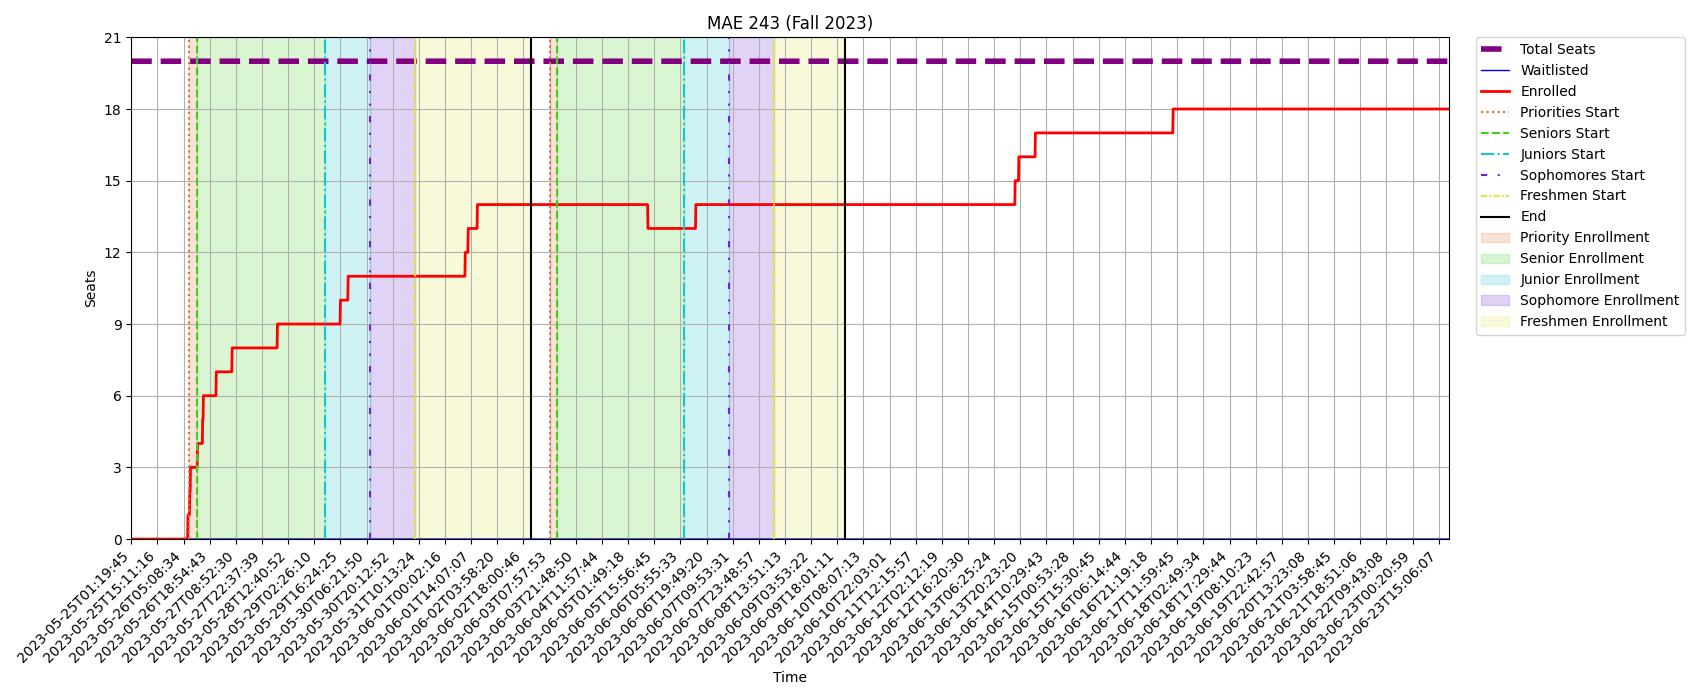 MAE 243 (Fall 2023)
Seats
21
18
15
12
9
6
3
0
2023-05-25T01:19:45
2023-05-25T15:11:16
2023-05-26T05:08:34
2023-05-26T18:54:43
2023-05-27T08:52:30
2023-05-27T22:37:39
2023-05-28T12:40:52
2023-05-29T02:26:10
2023-05-29T16:24:25
2023-05-30T06:21:50
2023-05-30T20:12:52
2023-05-31T10:13:24
2023-06-01T00:02:16
2023-06-01T14:07:07
2023-06-02T03:58:20
2023-06-02T18:00:46
2023-06-03T07:57:53
2023-06-03T21:48:50
2023-06-04T11:57:44
2023-06-05T01:49:18
2023-06-05T15:56:45
2023-06-06T05:55:33
2023-06-06T19:49:20
2023-06-07T09:53:31
2023-06-07T23:48:57
2023-06-08T13:51:13
2023-06-09T03:53:22
2023-06-09T18:01:11
2023-06-10T08:07:13
2023-06-10T22:03:01
2023-06-11T12:15:57
2023-06-12T02:12:19
2023-06-12T16:20:30
2023-06-13T06:25:24
2023-06-13T20:23:20
2023-06-14T10:29:43
2023-06-15T00:53:28
2023-06-15T15:30:45
2023-06-16T06:14:44
2023-06-16T21:19:18
2023-06-17T11:59:45
2023-06-18T02:49:34
2023-06-18T17:29:44
2023-06-19T08:10:23
2023-06-19T22:42:57
2023-06-20T13:23:08
2023-06-21T03:58:45
2023-06-21T18:51:06
2023-06-22T09:43:08
2023-06-23T00:20:59
2023-06-23T15:06:07
Time
Total Seats
Waitlisted
Enrolled
Priorities Start
Seniors Start
Juniors Start
Sophomores Start
Freshmen Start
End
Priority Enrollment
Senior Enrollment
Junior Enrollment
Sophomore Enrollment
Freshmen Enrollment